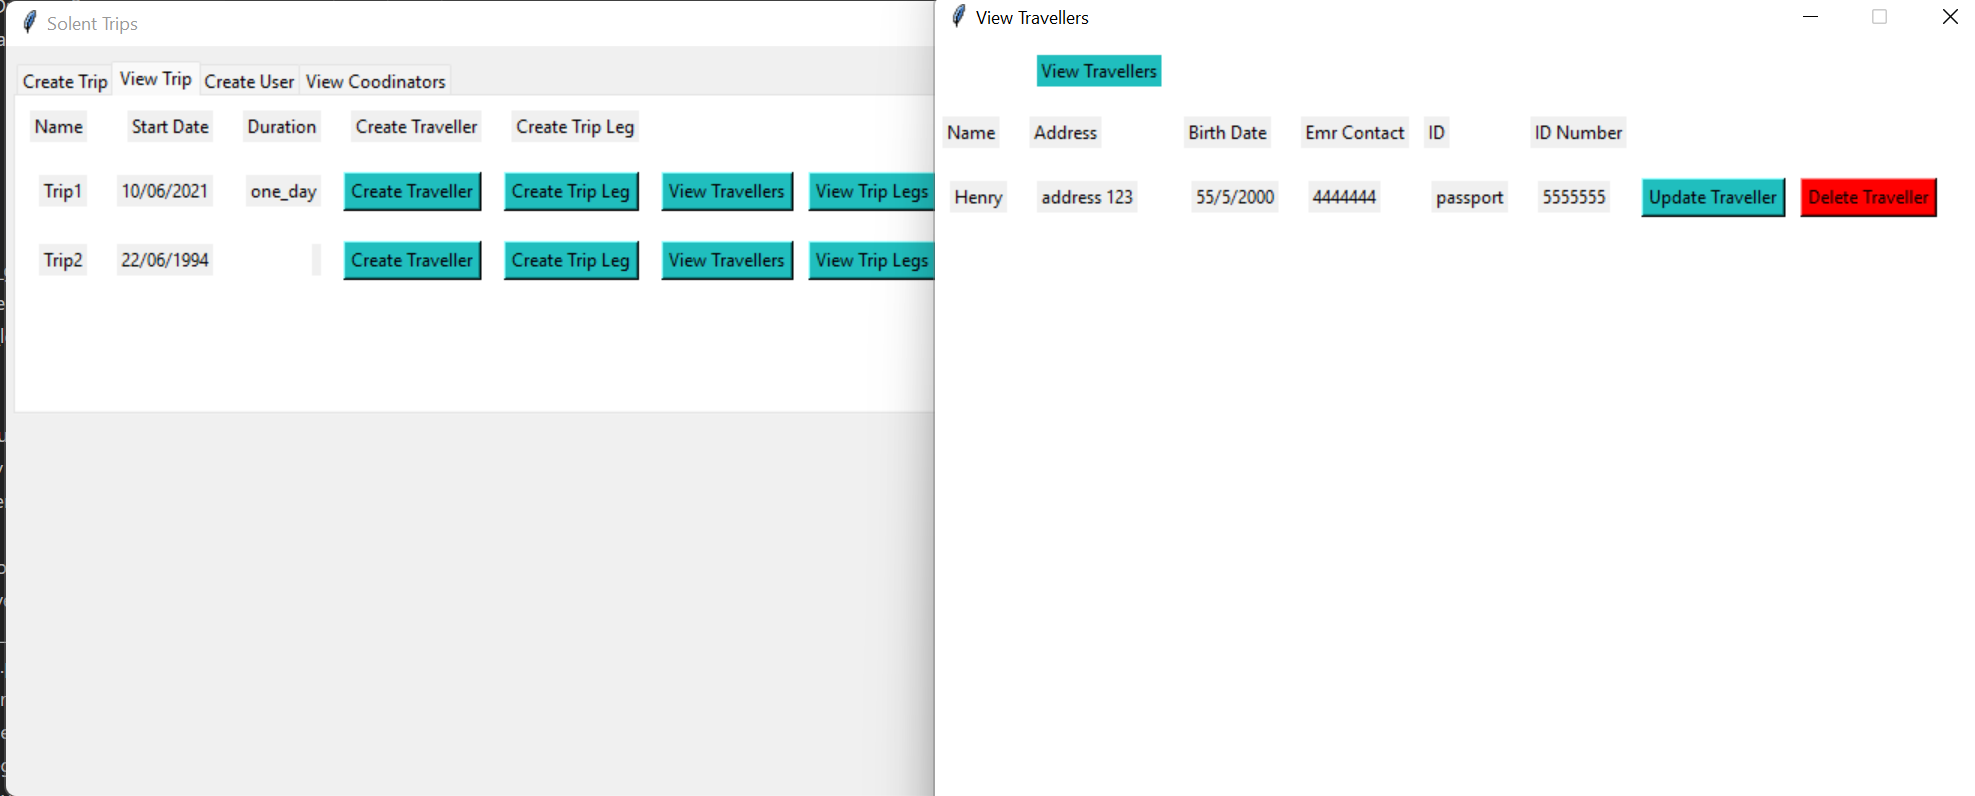 Solent Trips
Create Trip View Trip Create User View Coodinators
Name Start Date Duration Create Traveller Create Trip Leg
Trip1 10/06/2021 one_day Create Traveller Create Trip Leg View Travellers View Trip Legs
Trip2 22/06/1994 Create Traveller Create Trip Leg View Travellers View Trip Legs
View Travellers
View Travellers
Name Address Birth Date Emr Contact ID ID Number
Henry address 123 55/5/2000 4444444 passport 5555555 Update Traveller Delete Traveller